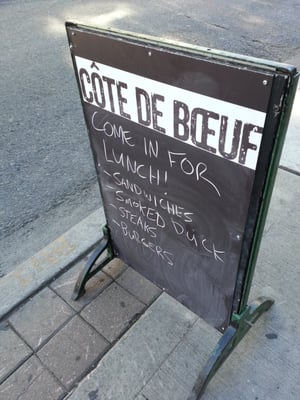 CÔTE DE BŒUF
COME IN FOR
LUNCH!
- SANDWICHES
- SMOKED DUCK
- STEAKS
- BURGERS